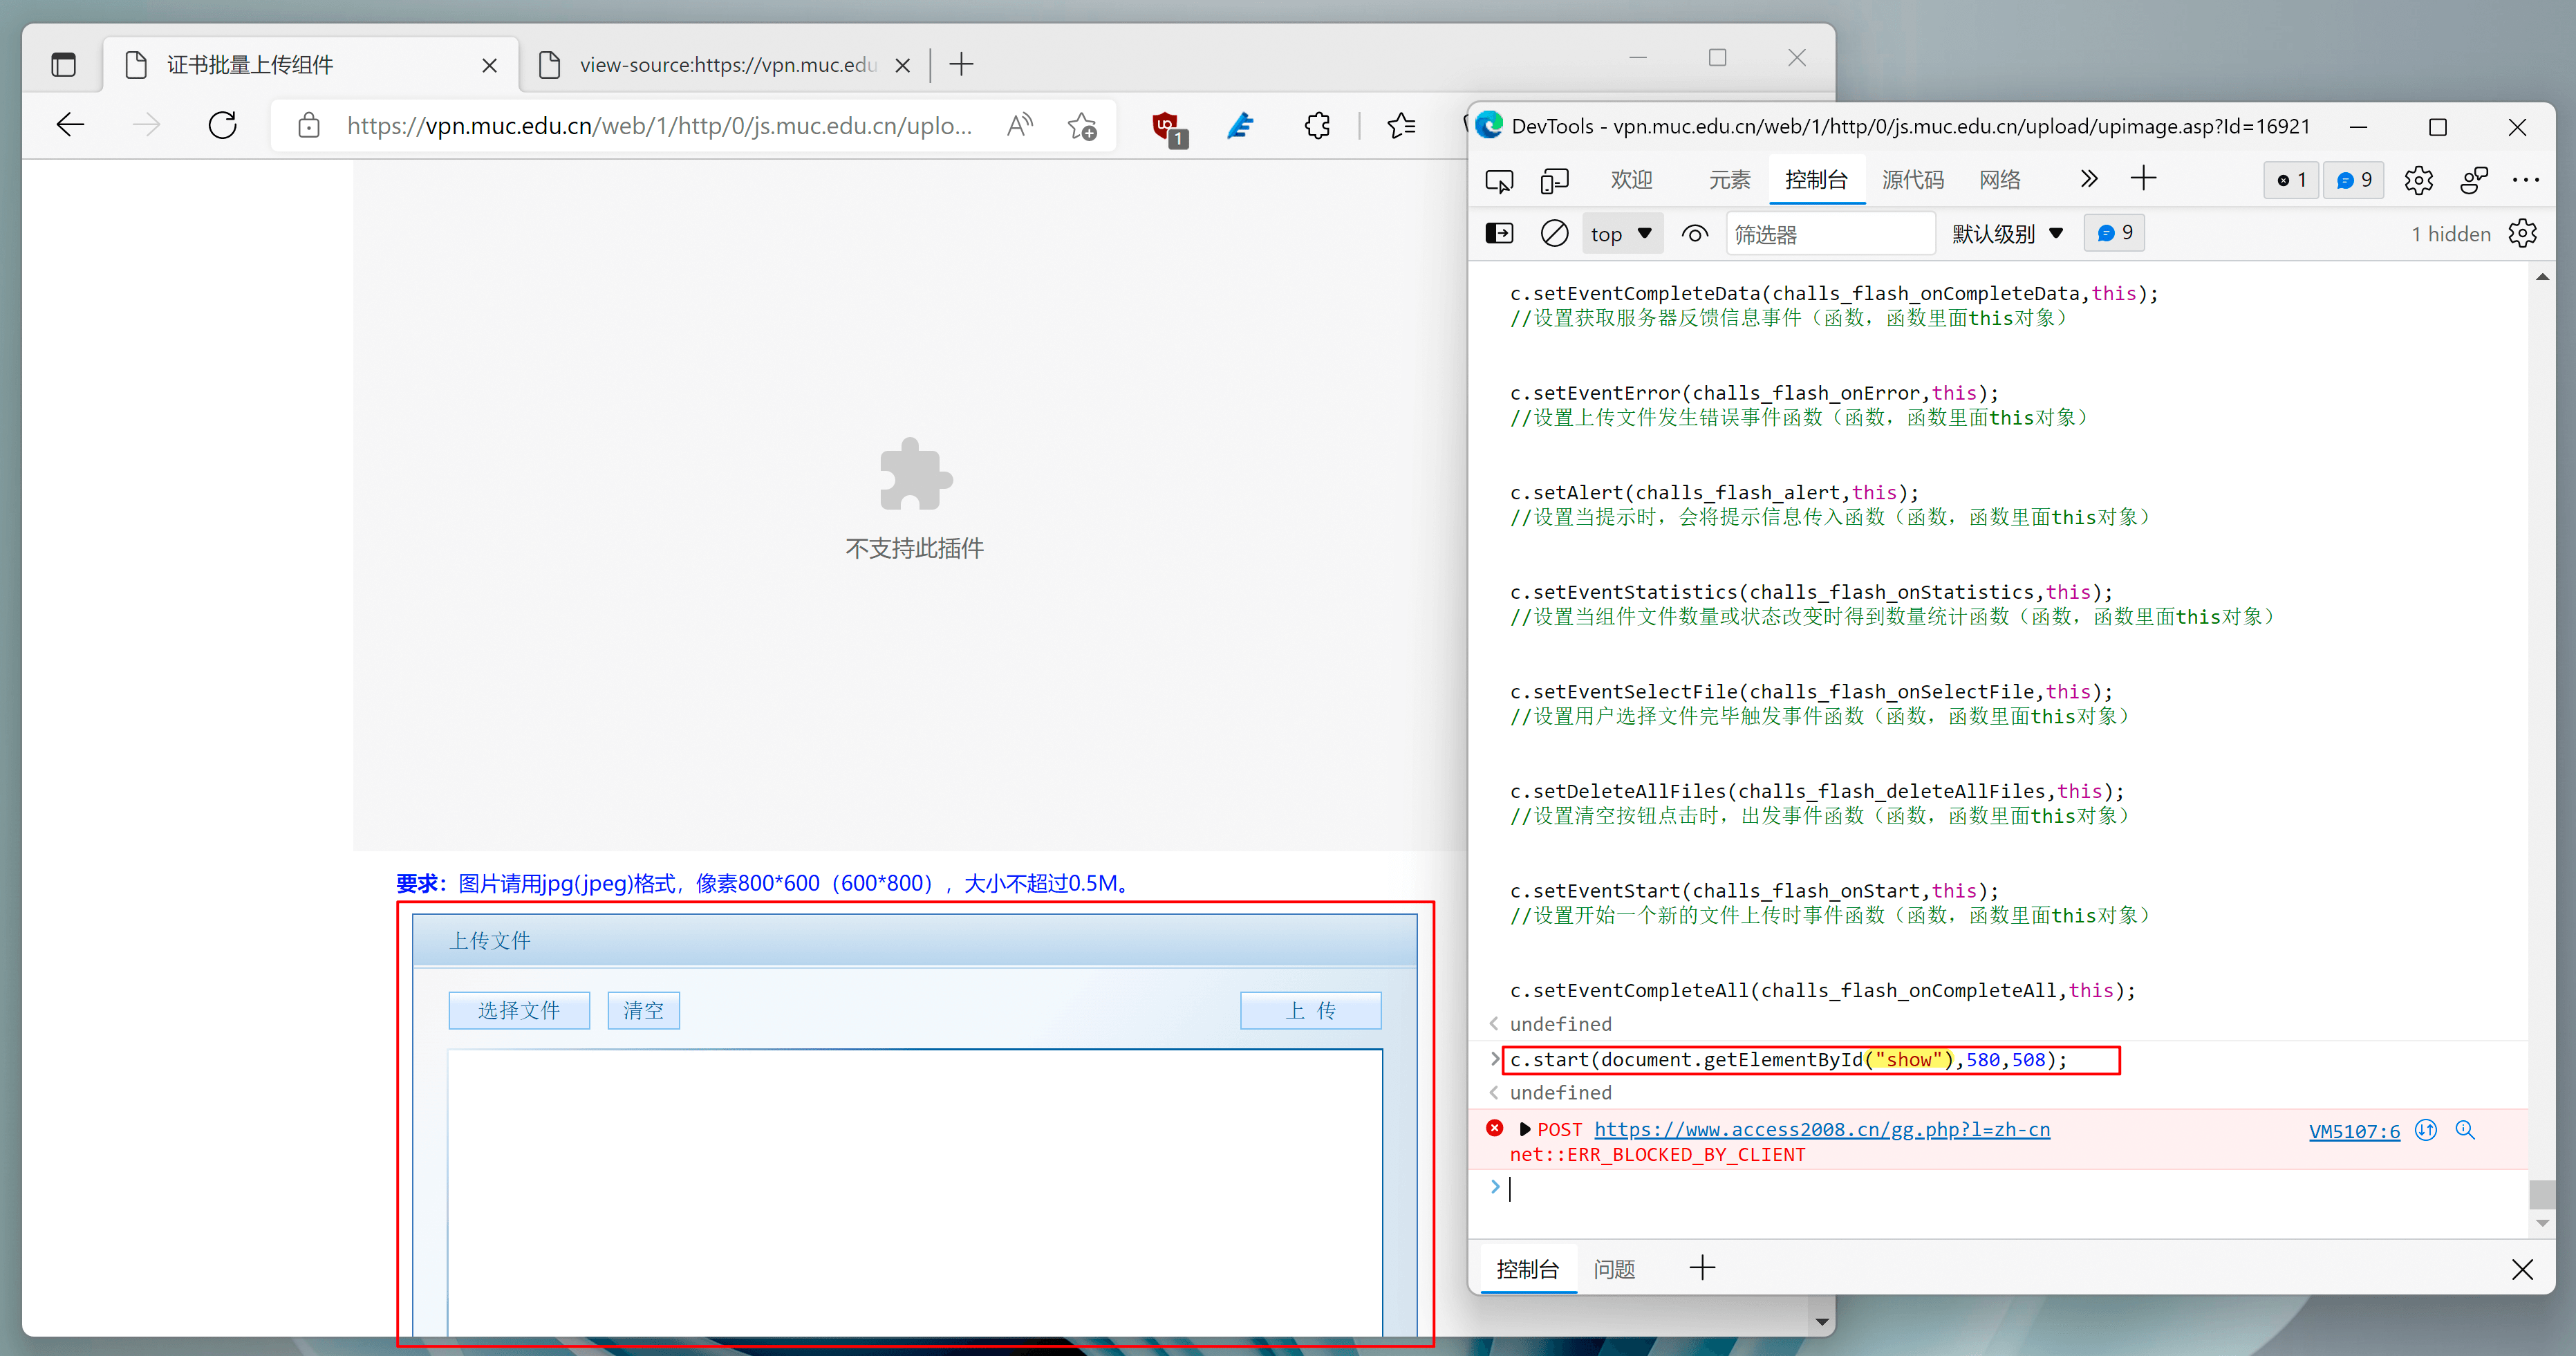 证书批量上传组件
view-source:https://vpn.muc.edu
https://vpn.muc.edu.cn/web/1/http/0/js.muc.edu.cn/uplo...
1
不支持此插件
要求：图片请用jpg(jpeg)格式，像素800*600（600*800），大小不超过0.5M。
上传文件
选择文件 清空 上 传
DevTools - vpn.muc.edu.cn/web/1/http/0/js.muc.edu.cn/upload/upimage.asp?Id=16921
欢迎 元素 控制台 源代码 网络 1 9
top 筛选器 默认级别 9 1 hidden
c.setEventCompleteData(challs_flash_onCompleteData,this);
//设置获取服务器反馈信息事件（函数，函数里面this对象）
c.setEventError(challs_flash_onError,this);
//设置上传文件发生错误事件函数（函数，函数里面this对象）
c.setAlert(challs_flash_alert,this);
//设置当提示时，会将提示信息传入函数（函数，函数里面this对象）
c.setEventStatistics(challs_flash_onStatistics,this);
//设置当组件文件数量或状态改变时得到数量统计函数（函数，函数里面this对象）
c.setEventSelectFile(challs_flash_onSelectFile,this);
//设置用户选择文件完毕触发事件函数（函数，函数里面this对象）
c.setDeleteAllFiles(challs_flash_deleteAllFiles,this);
//设置清空按钮点击时，出发事件函数（函数，函数里面this对象）
c.setEventStart(challs_flash_onStart,this);
//设置开始一个新的文件上传时事件函数（函数，函数里面this对象）
c.setEventCompleteAll(challs_flash_onCompleteAll,this);
undefined
c.start(document.getElementById("show"),580,508);
undefined
POST https://www.access2008.cn/gg.php?l=zh-cn VM5107:6
net::ERR_BLOCKED_BY_CLIENT
控制台 问题